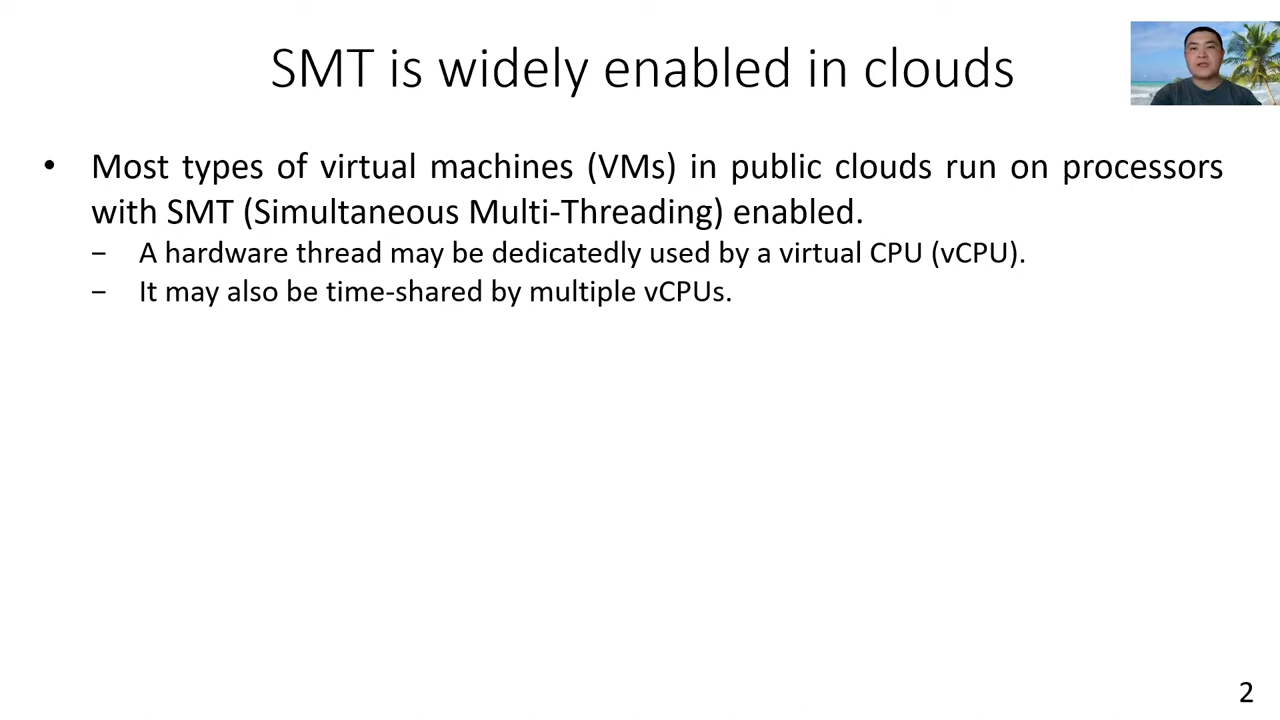 SMT is widely enabled in clouds
• Most types of virtual machines (VMs) in public clouds run on processors
with SMT (Simultaneous Multi-Threading) enabled.
− A hardware thread may be dedicatedly used by a virtual CPU (vCPU).
− It may also be time-shared by multiple vCPUs.
2